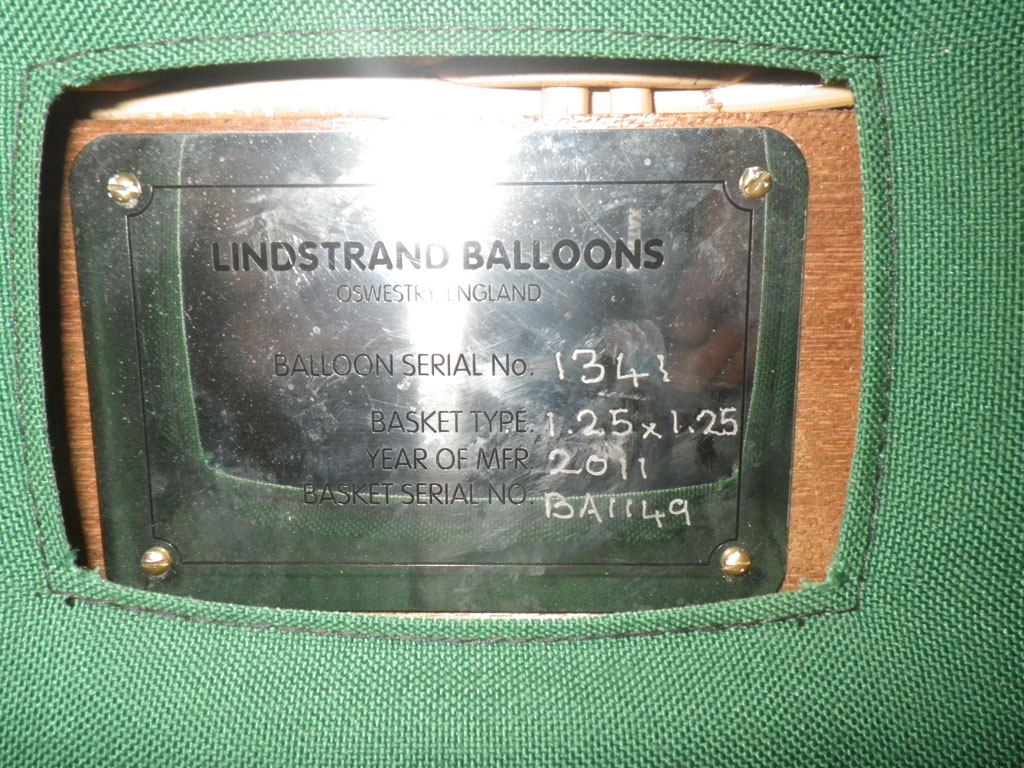 LINDSTRAND BALLOONS
OSWESTRY, ENGLAND
BALLOON SERIAL No. 1341
BASKET TYPE. 1.25 x 1.25
YEAR OF MFR. 2011
BASKET SERIAL NO. BA1149